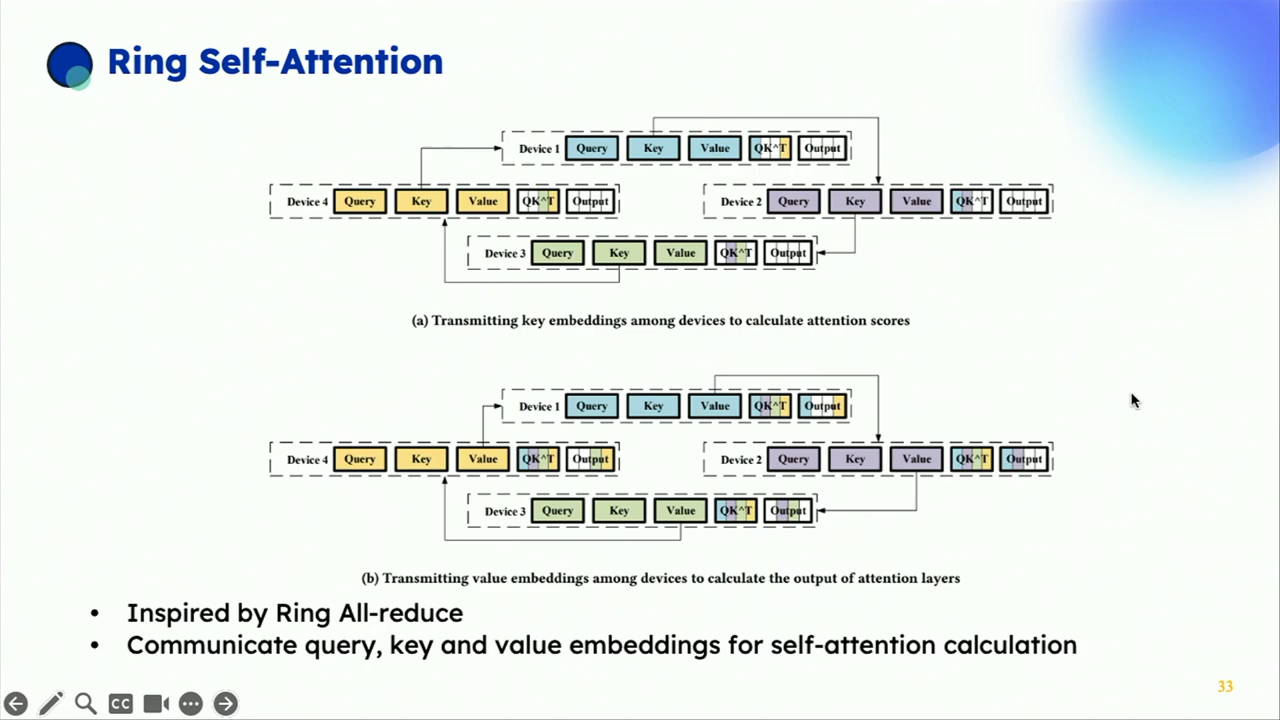 Ring Self-Attention
Device 1 Query Key Value QK^T Output
Device 4 Query Key Value QK^T Output
Device 2 Query Key Value QK^T Output
Device 3 Query Key Value QK^T Output
(a) Transmitting key embeddings among devices to calculate attention scores
Device 1 Query Key Value QK^T Output
Device 4 Query Key Value QK^T Output
Device 2 Query Key Value QK^T Output
Device 3 Query Key Value QK^T Output
(b) Transmitting value embeddings among devices to calculate the output of attention layers
• Inspired by Ring All-reduce
• Communicate query, key and value embeddings for self-attention calculation
33
CC